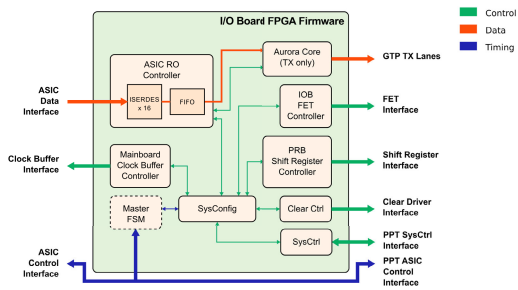 I/O Board FPGA Firmware
Control
Data
Timing
ASIC RO
Controller
ISERDES
x 16
FIFO
Aurora Core
(TX only)
GTP TX Lanes
ASIC
Data
Interface
IOB
FET
Controller
FET
Interface
Clock Buffer
Interface
Mainboard
Clock Buffer
Controller
PRB
Shift Register
Controller
Shift Register
Interface
Master
FSM
SysConfig
Clear Ctrl
Clear Driver
Interface
SysCtrl
PPT SysCtrl
Interface
ASIC
Control
Interface
PPT ASIC
Control
Interface